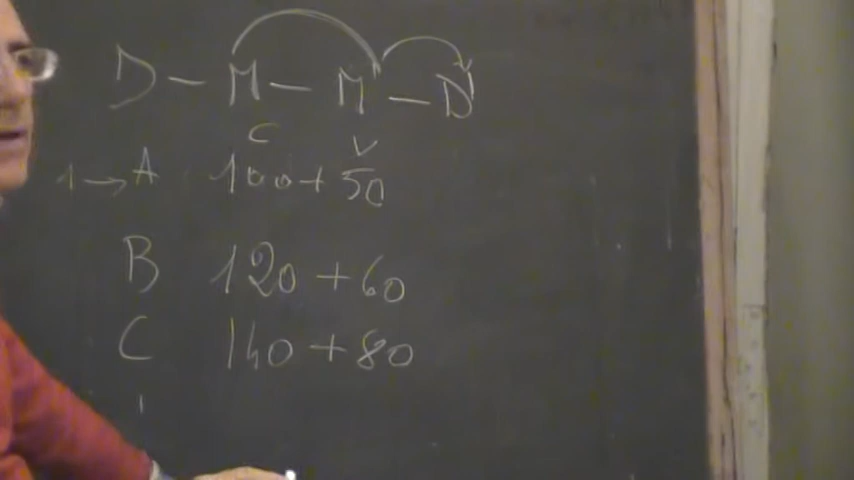 D - M - M - D
C V
1 → A 100 + 50
B 120 + 60
C 140 + 80